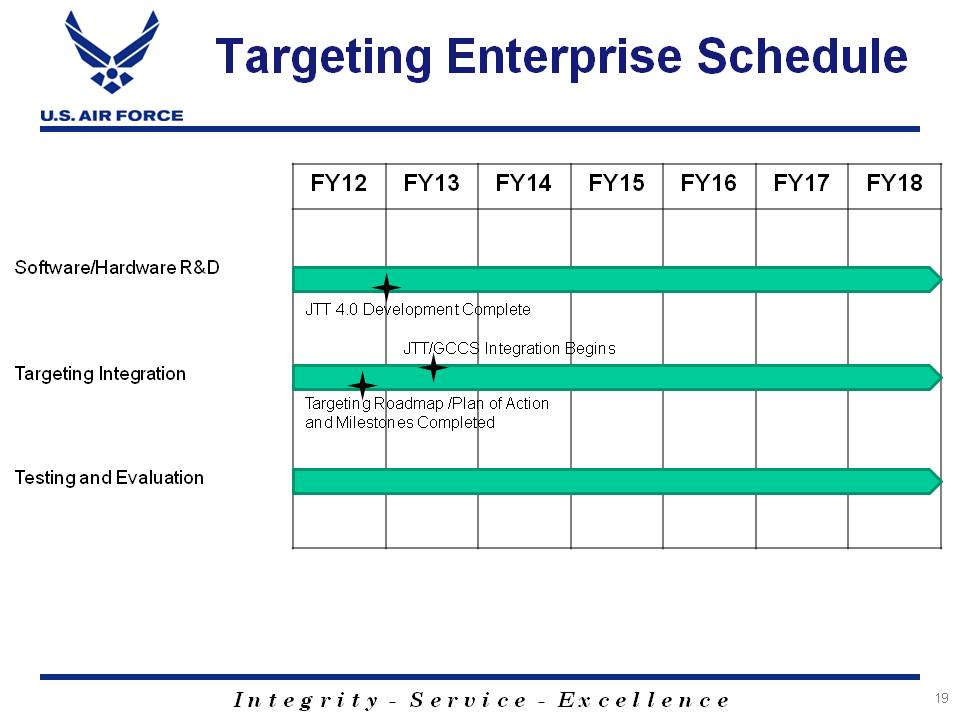 Targeting Enterprise Schedule
U.S. AIR FORCE
FY12 FY13 FY14 FY15 FY16 FY17 FY18
Software/Hardware R&D
JTT 4.0 Development Complete
JTT/GCCS Integration Begins
Targeting Integration
Targeting Roadmap /Plan of Action
and Milestones Completed
Testing and Evaluation
Integrity - Service - Excellence
19